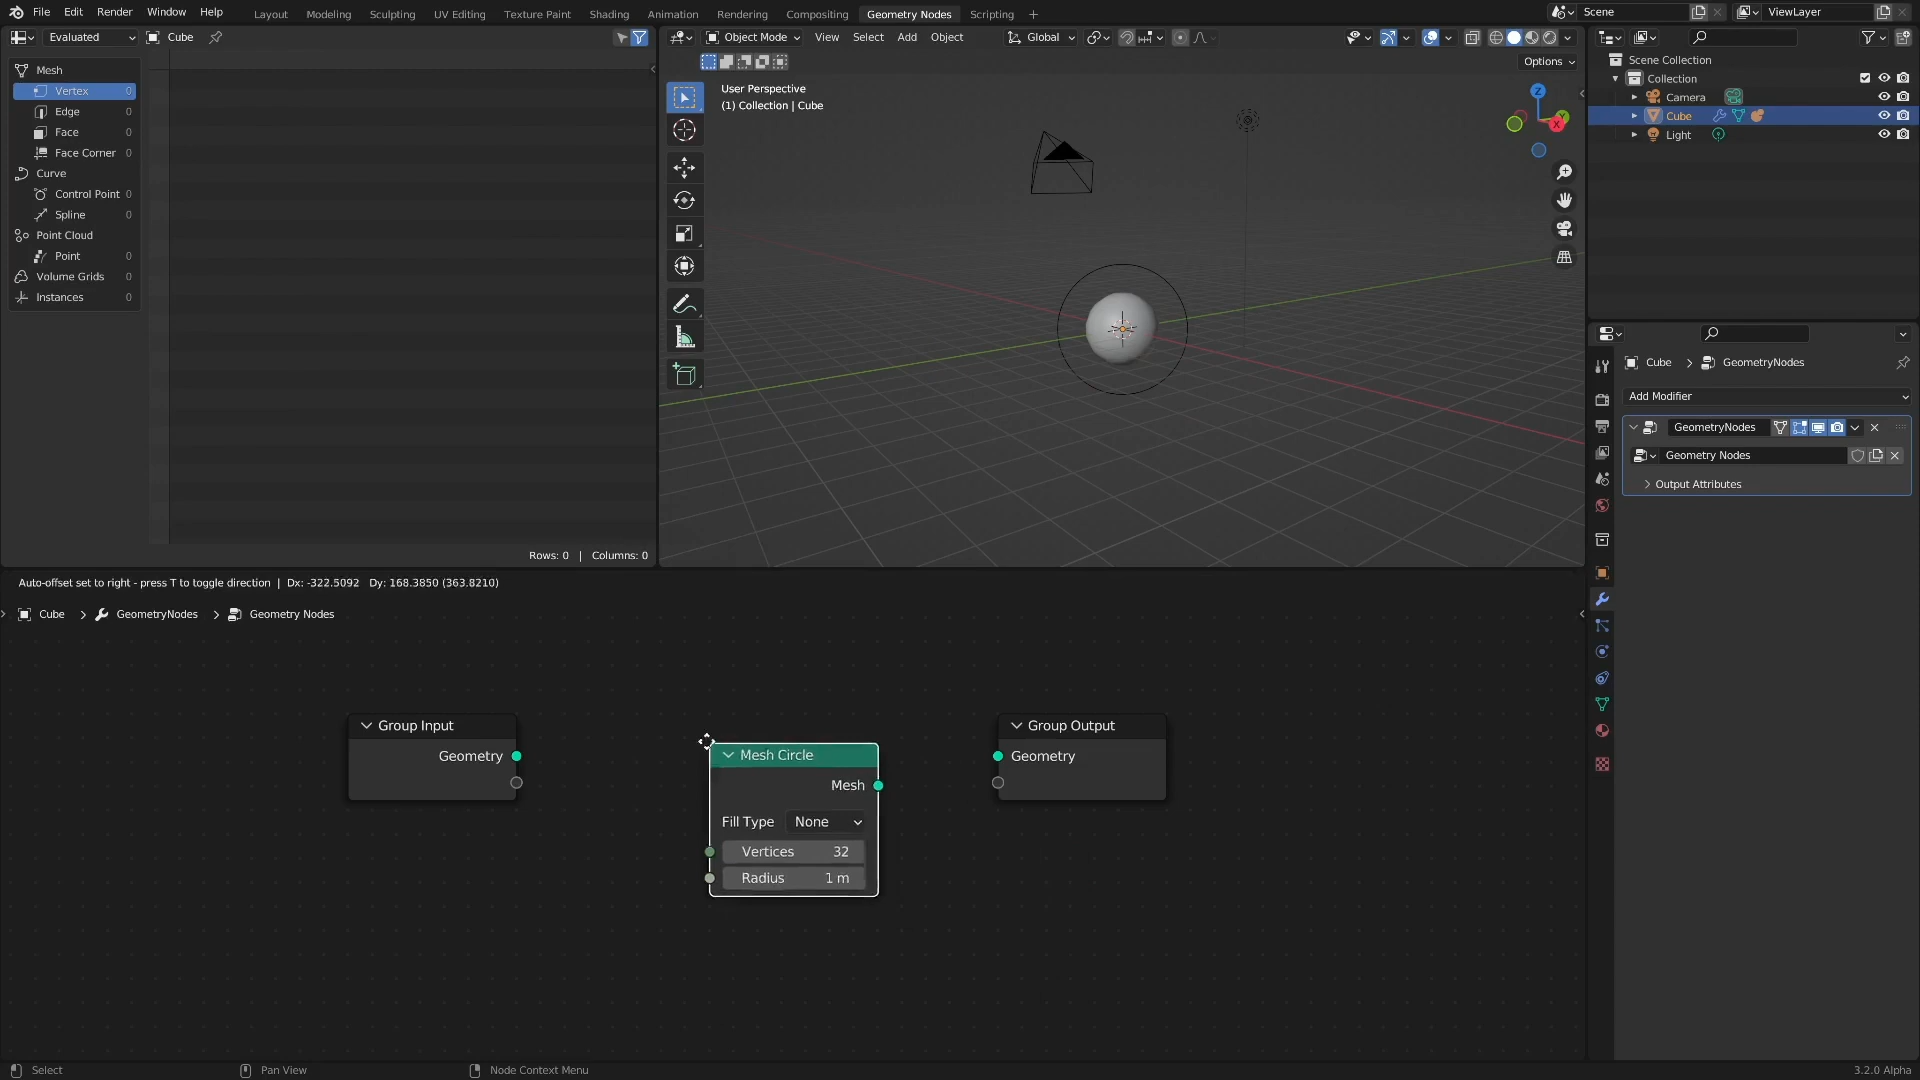 File Edit Render Window Help Layout Modeling Sculpting UV Editing Texture Paint Shading Animation Rendering Compositing Geometry Nodes Scripting Scene ViewLayer
Evaluated Cube
Mesh
Vertex 0
Edge 0
Face 0
Face Corner 0
Curve
Control Point 0
Spline 0
Point Cloud
Point 0
Volume Grids 0
Instances 0
Rows: 0 | Columns: 0
Object Mode View Select Add Object Global
Options
User Perspective
(1) Collection | Cube
Z
Y
X
Scene Collection
Collection
Camera
Cube
Light
Cube GeometryNodes
Add Modifier
GeometryNodes
Geometry Nodes
Output Attributes
Auto-offset set to right - press T to toggle direction | Dx: -322.5092 Dy: 168.3850 (363.8210)
Cube GeometryNodes Geometry Nodes
Group Input
Geometry
Mesh Circle
Mesh
Fill Type None
Vertices 32
Radius 1 m
Group Output
Geometry
Select Pan View Node Context Menu 3.2.0 Alpha